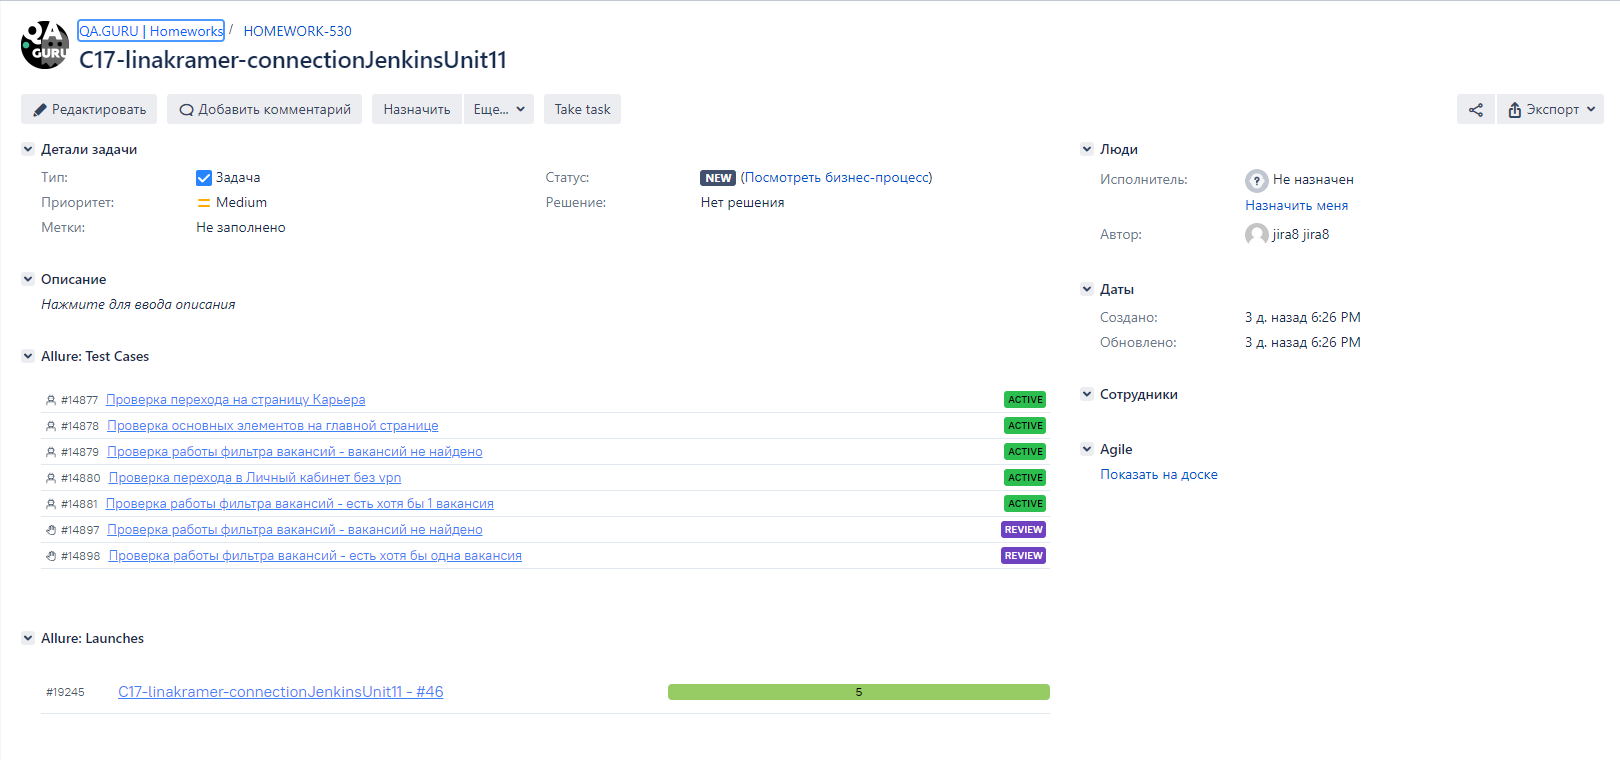 QA GURU
QA.GURU | Homeworks / HOMEWORK-530
C17-linakramer-connectionJenkinsUnit11
Редактировать Добавить комментарий Назначить Еще... Take task Экспорт
Детали задачи
Тип: Задача Статус: NEW (Посмотреть бизнес-процесс)
Приоритет: Medium Решение: Нет решения
Метки: Не заполнено
Описание
Нажмите для ввода описания
Allure: Test Cases
#14877 Проверка перехода на страницу Карьера ACTIVE
#14878 Проверка основных элементов на главной странице ACTIVE
#14879 Проверка работы фильтра вакансий - вакансий не найдено ACTIVE
#14880 Проверка перехода в Личный кабинет без vpn ACTIVE
#14881 Проверка работы фильтра вакансий - есть хотя бы 1 вакансия ACTIVE
#14897 Проверка работы фильтра вакансий - вакансий не найдено REVIEW
#14898 Проверка работы фильтра вакансий - есть хотя бы одна вакансия REVIEW
Allure: Launches
#19245 C17-linakramer-connectionJenkinsUnit11 - #46 5
Люди
Исполнитель: ? Не назначен
Назначить меня
Автор: jira8 jira8
Даты
Создано: 3 д. назад 6:26 PM
Обновлено: 3 д. назад 6:26 PM
Сотрудники
Agile
Показать на доске